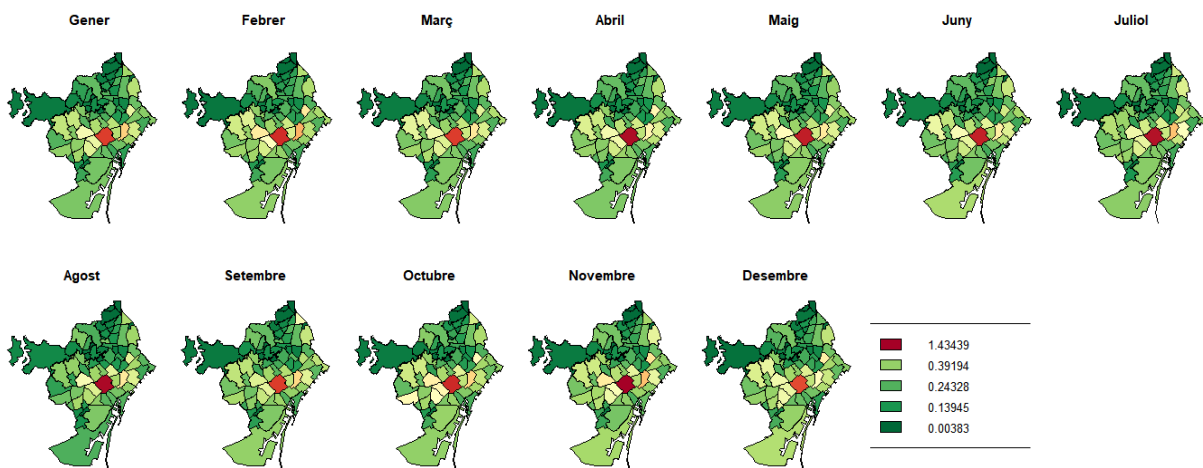 Gener
Febrer
Març
Abril
Maig
Juny
Juliol
Agost
Setembre
Octubre
Novembre
Desembre
1.43439
0.39194
0.24328
0.13945
0.00383